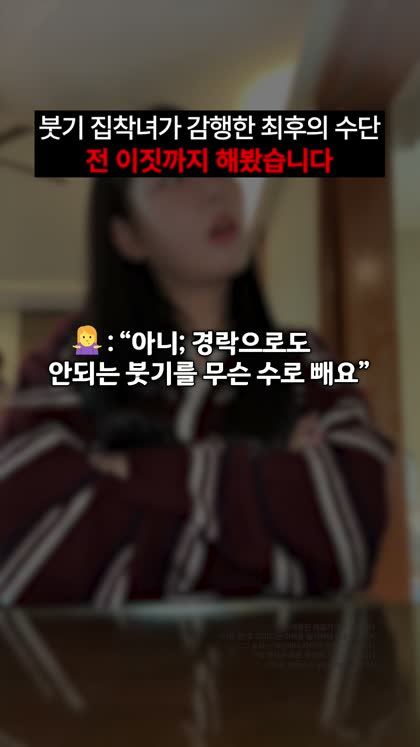 붓기 집착녀가 감행한 최후의 수단
전 이짓까지 해봤습니다
🤷‍♀️ : “아니; 경락으로도
안되는 붓기를 무슨 수로 빼요”